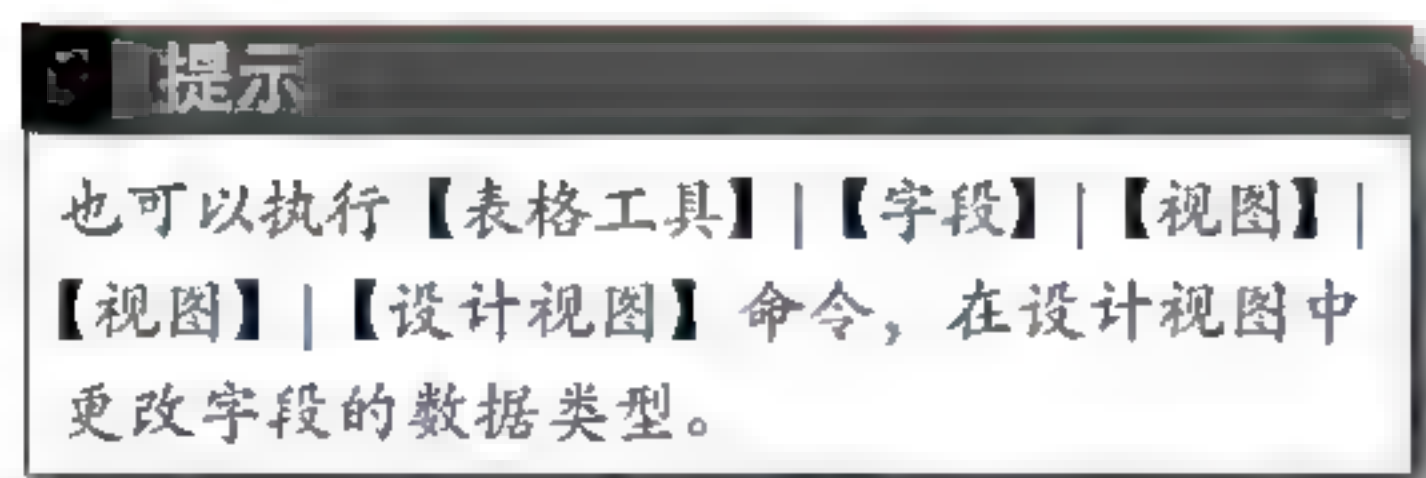 提示
也可以执行【表格工具】|【字段】|【视图】|
【视图】|【设计视图】命令，在设计视图中
更改字段的数据类型。